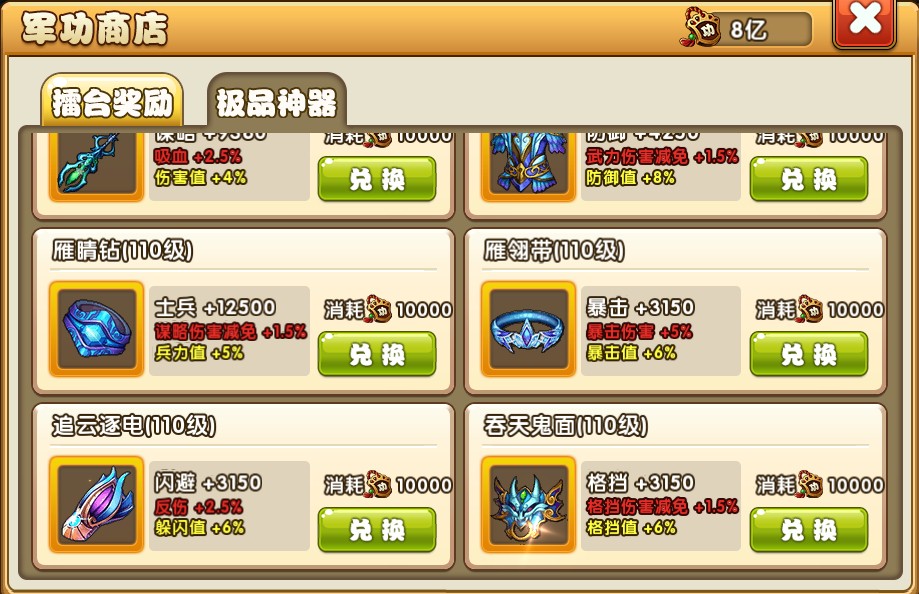 军功商店
8亿
擂台奖励
极品神器
谋略 +9300
吸血 +2.5%
伤害值 +4%
消耗 10000
兑换
防御 +4250
武力伤害减免 +1.5%
防御值 +8%
消耗 10000
兑换
雁睛钻(110级)
士兵 +12500
谋略伤害减免 +1.5%
兵力值 +5%
消耗 10000
兑换
雁翎带(110级)
暴击 +3150
暴击伤害 +5%
暴击值 +6%
消耗 10000
兑换
追云逐电(110级)
闪避 +3150
反伤 +2.5%
躲闪值 +6%
消耗 10000
兑换
吞天鬼面(110级)
格挡 +3150
格挡伤害减免 +1.5%
格挡值 +6%
消耗 10000
兑换